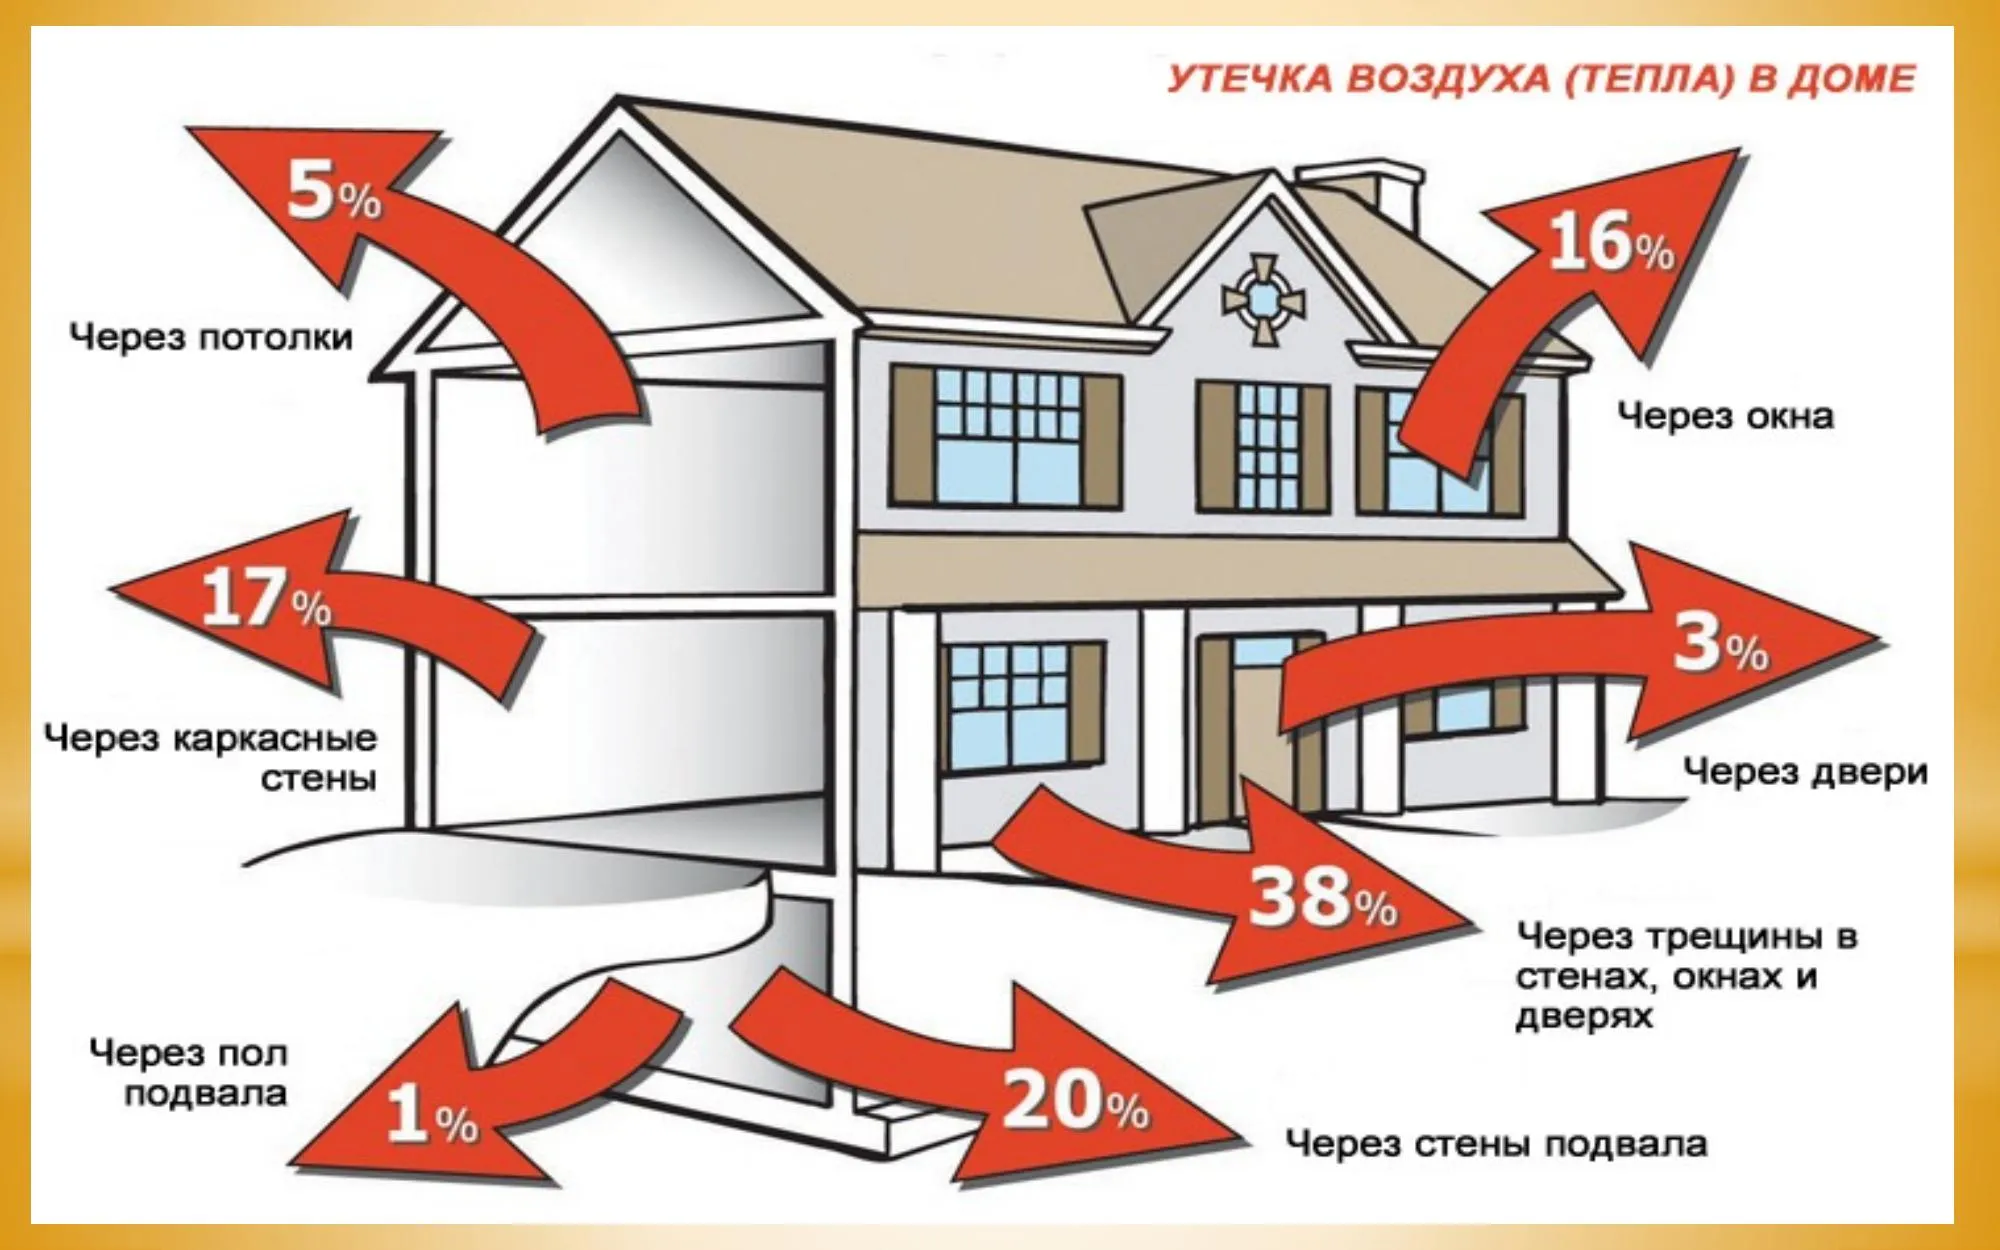 УТЕЧКА ВОЗДУХА (ТЕПЛА) В ДОМЕ
5%
Через потолки
16%
Через окна
17%
Через каркасные
стены
3%
Через двери
38%
Через трещины в
стенах, окнах и
дверях
1%
Через пол
подвала
20%
Через стены подвала